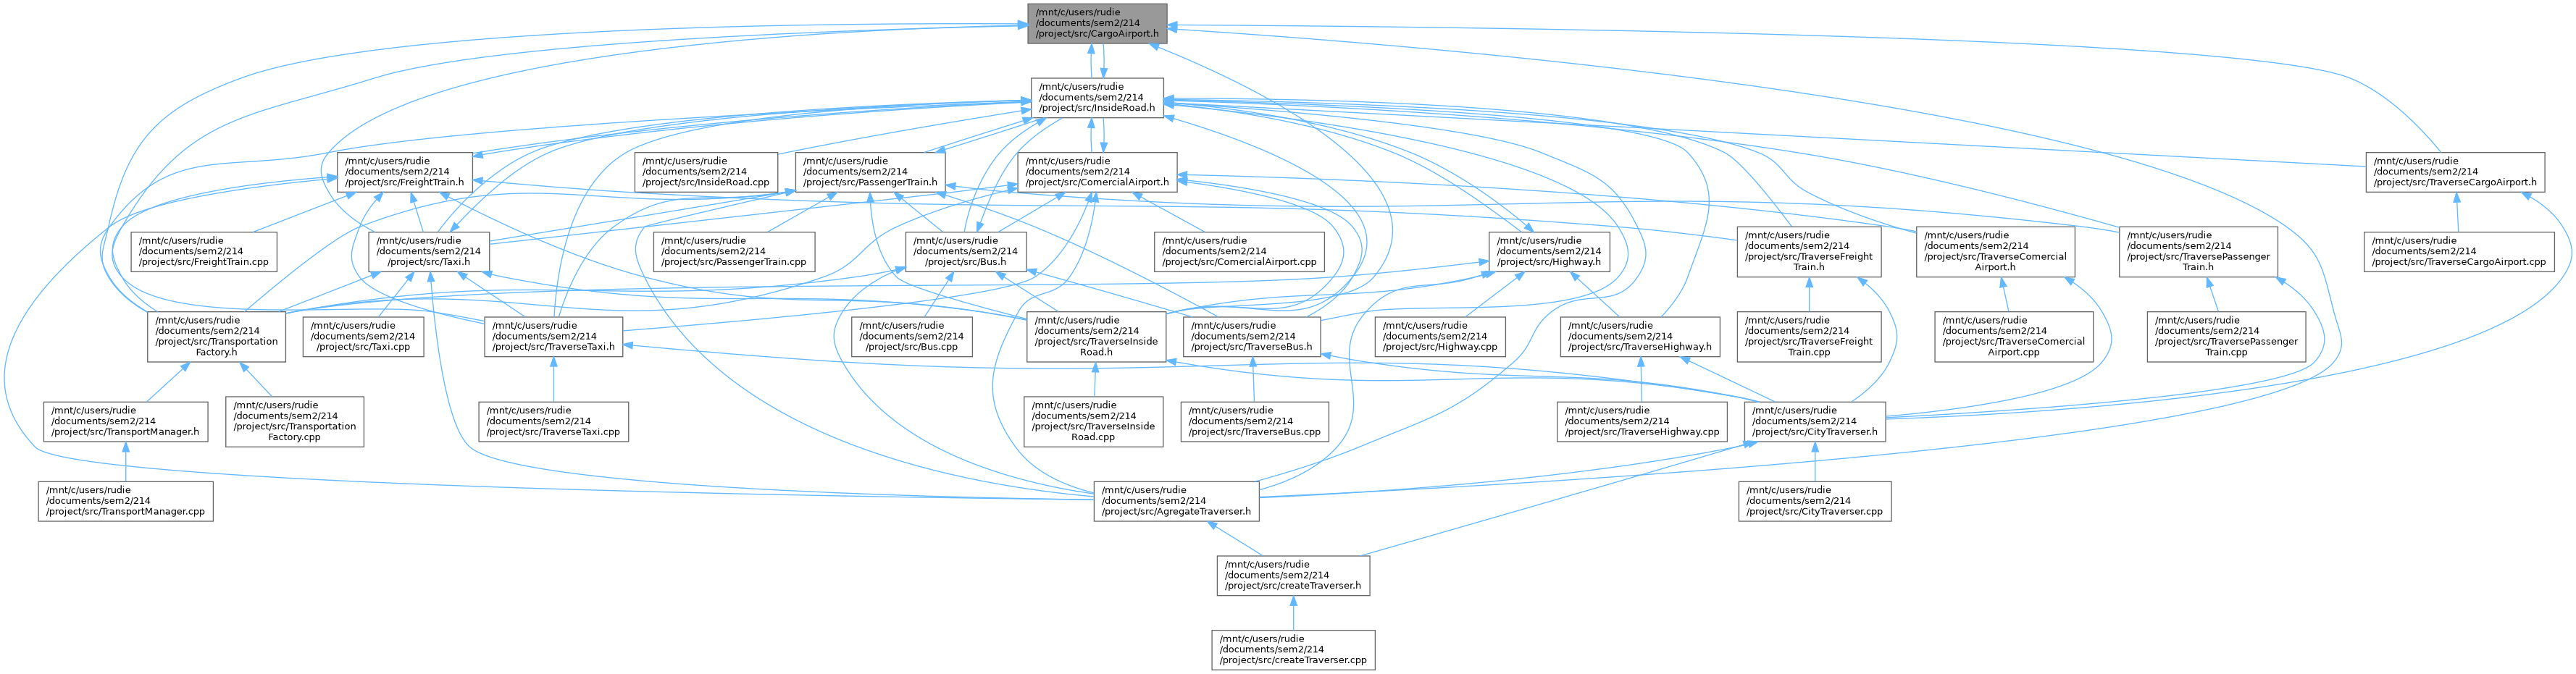 /mnt/c/users/rudie
/documents/sem2/214
/project/src/CargoAirport.h
/mnt/c/users/rudie
/documents/sem2/214
/project/src/InsideRoad.h
/mnt/c/users/rudie
/documents/sem2/214
/project/src/FreightTrain.h
/mnt/c/users/rudie
/documents/sem2/214
/project/src/InsideRoad.cpp
/mnt/c/users/rudie
/documents/sem2/214
/project/src/PassengerTrain.h
/mnt/c/users/rudie
/documents/sem2/214
/project/src/ComercialAirport.h
/mnt/c/users/rudie
/documents/sem2/214
/project/src/TraverseCargoAirport.h
/mnt/c/users/rudie
/documents/sem2/214
/project/src/FreightTrain.cpp
/mnt/c/users/rudie
/documents/sem2/214
/project/src/Taxi.h
/mnt/c/users/rudie
/documents/sem2/214
/project/src/PassengerTrain.cpp
/mnt/c/users/rudie
/documents/sem2/214
/project/src/Bus.h
/mnt/c/users/rudie
/documents/sem2/214
/project/src/ComercialAirport.cpp
/mnt/c/users/rudie
/documents/sem2/214
/project/src/Highway.h
/mnt/c/users/rudie
/documents/sem2/214
/project/src/TraverseFreight
Train.h
/mnt/c/users/rudie
/documents/sem2/214
/project/src/TraverseComercial
Airport.h
/mnt/c/users/rudie
/documents/sem2/214
/project/src/TraversePassenger
Train.h
/mnt/c/users/rudie
/documents/sem2/214
/project/src/TraverseCargoAirport.cpp
/mnt/c/users/rudie
/documents/sem2/214
/project/src/Transportation
Factory.h
/mnt/c/users/rudie
/documents/sem2/214
/project/src/Taxi.cpp
/mnt/c/users/rudie
/documents/sem2/214
/project/src/TraverseTaxi.h
/mnt/c/users/rudie
/documents/sem2/214
/project/src/Bus.cpp
/mnt/c/users/rudie
/documents/sem2/214
/project/src/TraverseInside
Road.h
/mnt/c/users/rudie
/documents/sem2/214
/project/src/TraverseBus.h
/mnt/c/users/rudie
/documents/sem2/214
/project/src/Highway.cpp
/mnt/c/users/rudie
/documents/sem2/214
/project/src/TraverseHighway.h
/mnt/c/users/rudie
/documents/sem2/214
/project/src/TraverseFreight
Train.cpp
/mnt/c/users/rudie
/documents/sem2/214
/project/src/TraverseComercial
Airport.cpp
/mnt/c/users/rudie
/documents/sem2/214
/project/src/TraversePassenger
Train.cpp
/mnt/c/users/rudie
/documents/sem2/214
/project/src/TransportManager.h
/mnt/c/users/rudie
/documents/sem2/214
/project/src/Transportation
Factory.cpp
/mnt/c/users/rudie
/documents/sem2/214
/project/src/TraverseTaxi.cpp
/mnt/c/users/rudie
/documents/sem2/214
/project/src/TraverseInside
Road.cpp
/mnt/c/users/rudie
/documents/sem2/214
/project/src/TraverseBus.cpp
/mnt/c/users/rudie
/documents/sem2/214
/project/src/TraverseHighway.cpp
/mnt/c/users/rudie
/documents/sem2/214
/project/src/CityTraverser.h
/mnt/c/users/rudie
/documents/sem2/214
/project/src/TransportManager.cpp
/mnt/c/users/rudie
/documents/sem2/214
/project/src/AgregateTraverser.h
/mnt/c/users/rudie
/documents/sem2/214
/project/src/CityTraverser.cpp
/mnt/c/users/rudie
/documents/sem2/214
/project/src/createTraverser.h
/mnt/c/users/rudie
/documents/sem2/214
/project/src/createTraverser.cpp